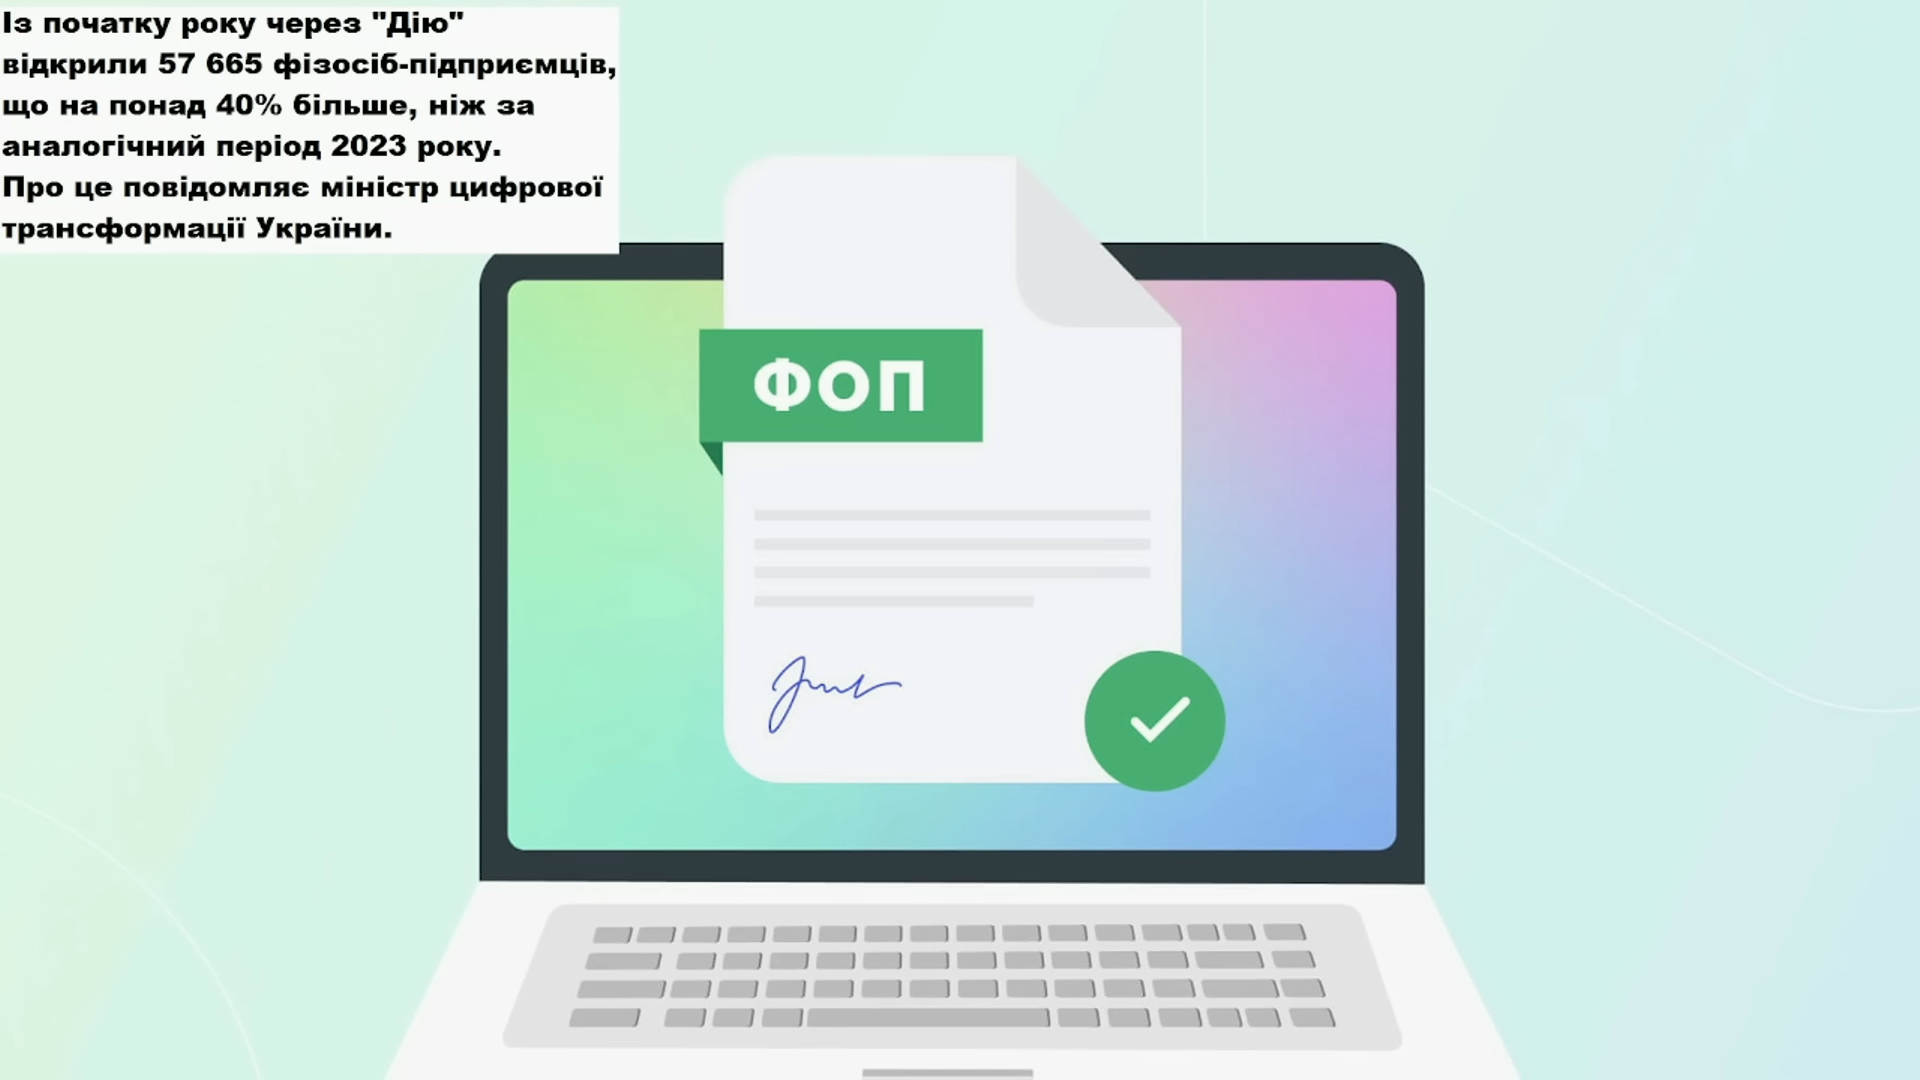 Із початку року через "Дію"
відкрили 57 665 фізосіб-підприємців,
що на понад 40% більше, ніж за
аналогічний період 2023 року.
Про це повідомляє міністр цифрової
трансформації України.
ФОП